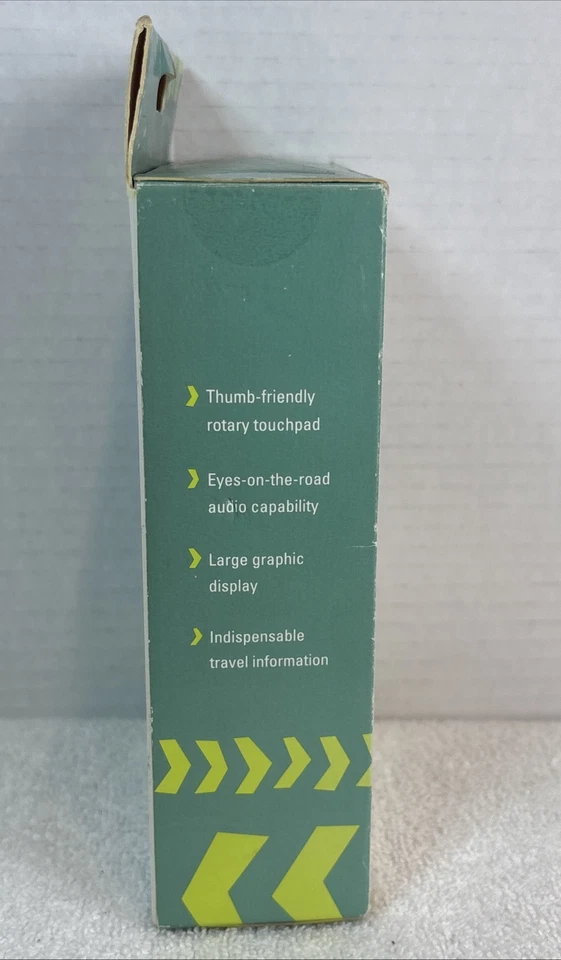 Thumb-friendly
rotary touchpad
Eyes-on-the-road
audio capability
Large graphic
display
Indispensable
travel information